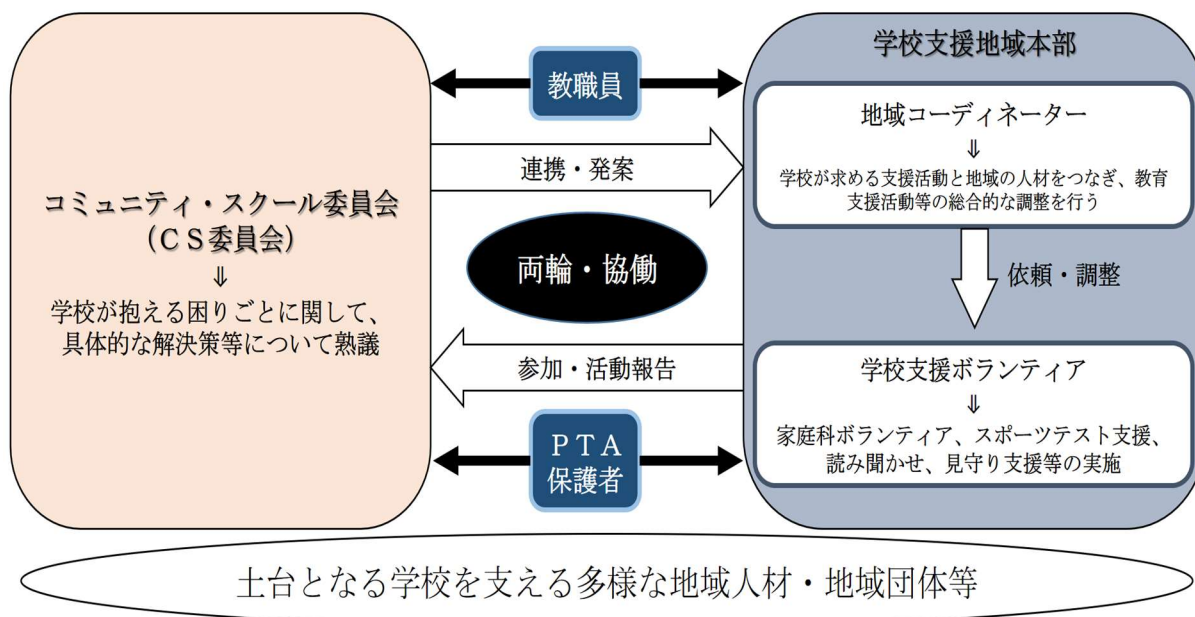 コミュニティ・スクール委員会
（ＣＳ委員会）
⇓
学校が抱える困りごとに関して、
具体的な解決策等について熟議
教職員
連携・発案
両輪・協働
参加・活動報告
ＰＴＡ
保護者
学校支援地域本部
地域コーディネーター
⇓
学校が求める支援活動と地域の人材をつなぎ、教育
支援活動等の総合的な調整を行う
依頼・調整
学校支援ボランティア
⇓
家庭科ボランティア、スポーツテスト支援、
読み聞かせ、見守り支援等の実施
土台となる学校を支える多様な地域人材・地域団体等